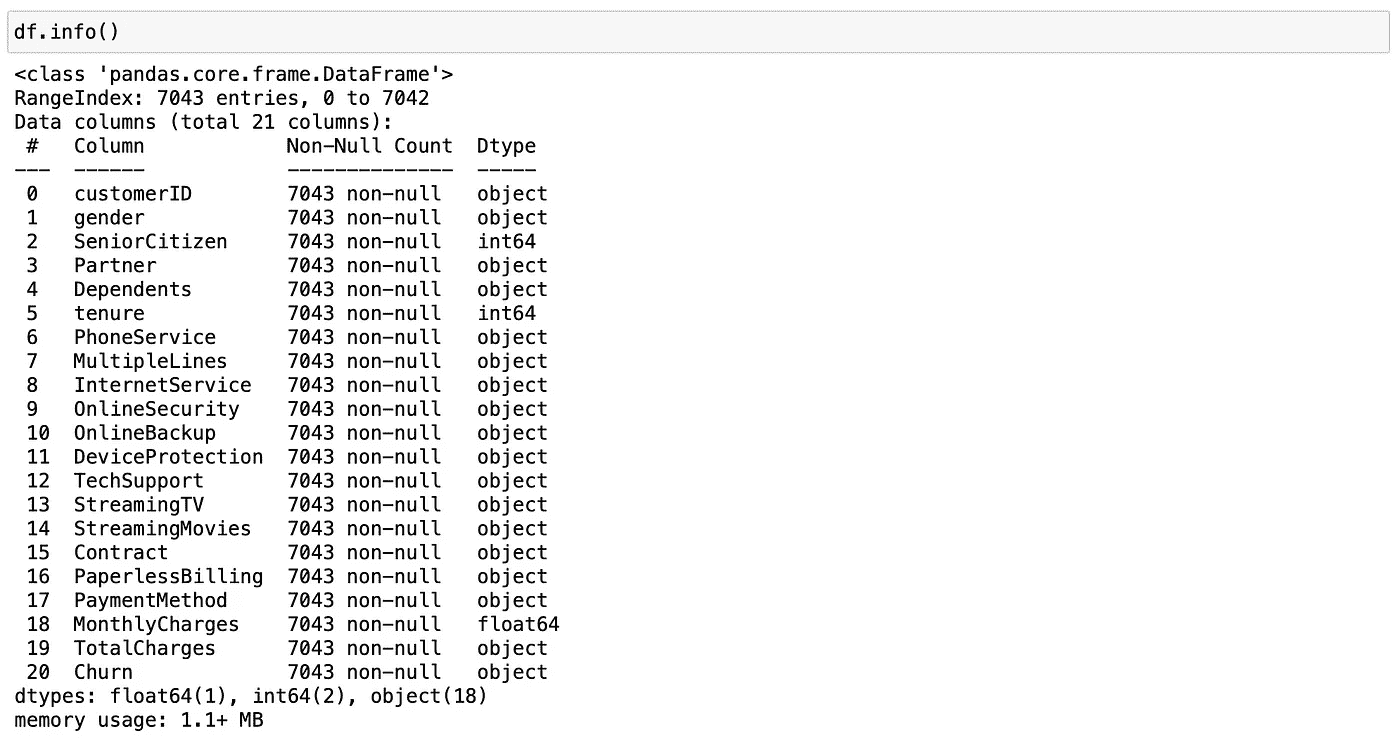 df.info()
<class 'pandas.core.frame.DataFrame'>
RangeIndex: 7043 entries, 0 to 7042
Data columns (total 21 columns):
 #   Column            Non-Null Count  Dtype
---  ------            --------------  -----
 0   customerID        7043 non-null   object
 1   gender            7043 non-null   object
 2   SeniorCitizen     7043 non-null   int64
 3   Partner           7043 non-null   object
 4   Dependents        7043 non-null   object
 5   tenure            7043 non-null   int64
 6   PhoneService      7043 non-null   object
 7   MultipleLines     7043 non-null   object
 8   InternetService   7043 non-null   object
 9   OnlineSecurity    7043 non-null   object
 10  OnlineBackup      7043 non-null   object
 11  DeviceProtection  7043 non-null   object
 12  TechSupport       7043 non-null   object
 13  StreamingTV       7043 non-null   object
 14  StreamingMovies   7043 non-null   object
 15  Contract          7043 non-null   object
 16  PaperlessBilling  7043 non-null   object
 17  PaymentMethod     7043 non-null   object
 18  MonthlyCharges    7043 non-null   float64
 19  TotalCharges      7043 non-null   object
 20  Churn             7043 non-null   object
dtypes: float64(1), int64(2), object(18)
memory usage: 1.1+ MB